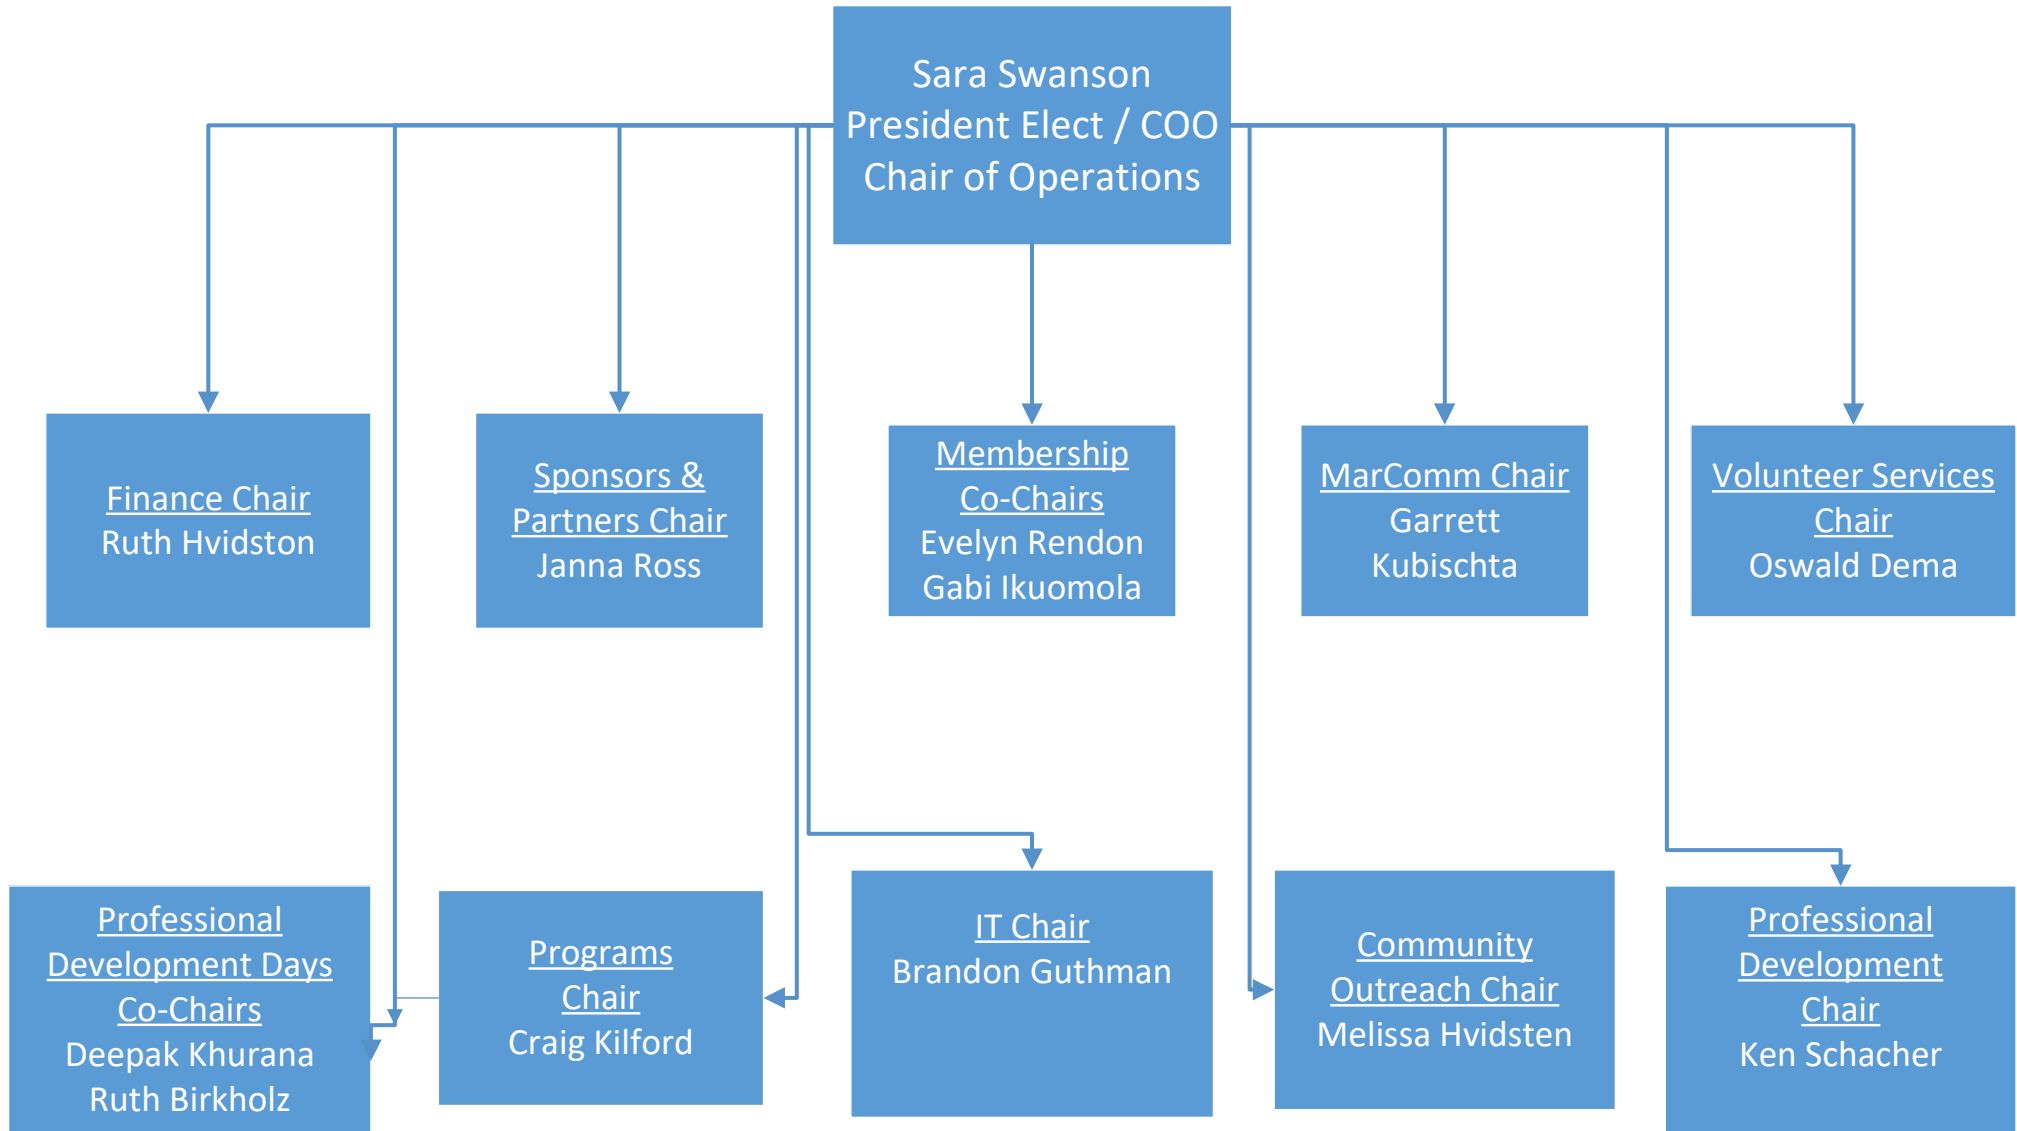 Sara Swanson
President Elect / COO
Chair of Operations
Finance Chair
Ruth Hvidston
Sponsors &
Partners Chair
Janna Ross
Membership
Co-Chairs
Evelyn Rendon
Gabi Ikuomola
MarComm Chair
Garrett
Kubischta
Volunteer Services
Chair
Oswald Dema
Professional
Development Days
Co-Chairs
Deepak Khurana
Ruth Birkholz
Programs
Chair
Craig Kilford
IT Chair
Brandon Guthman
Community
Outreach Chair
Melissa Hvidsten
Professional
Development
Chair
Ken Schacher